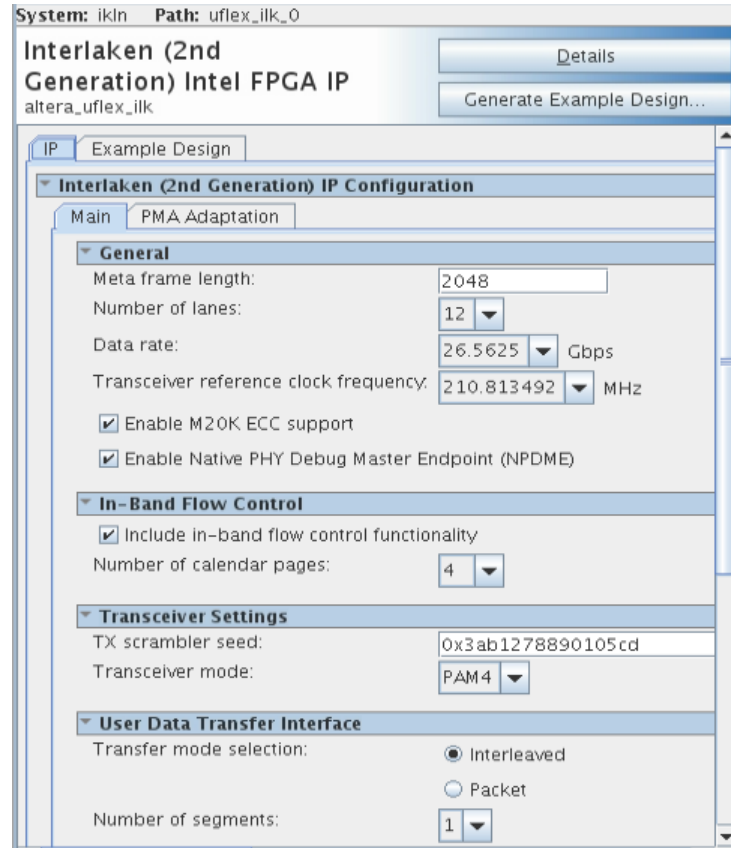 System: ikln Path: uflex_ilk_0
Interlaken (2nd
Generation) Intel FPGA IP
altera_uflex_ilk
Details
Generate Example Design...
IP Example Design
Interlaken (2nd Generation) IP Configuration
Main PMA Adaptation
General
Meta frame length: 2048
Number of lanes: 12
Data rate: 26.5625 Gbps
Transceiver reference clock frequency: 210.813492 MHz
Enable M20K ECC support
Enable Native PHY Debug Master Endpoint (NPDME)
In-Band Flow Control
Include in-band flow control functionality
Number of calendar pages: 4
Transceiver Settings
TX scrambler seed: 0x3ab1278890105cd
Transceiver mode: PAM4
User Data Transfer Interface
Transfer mode selection: Interleaved
Packet
Number of segments: 1